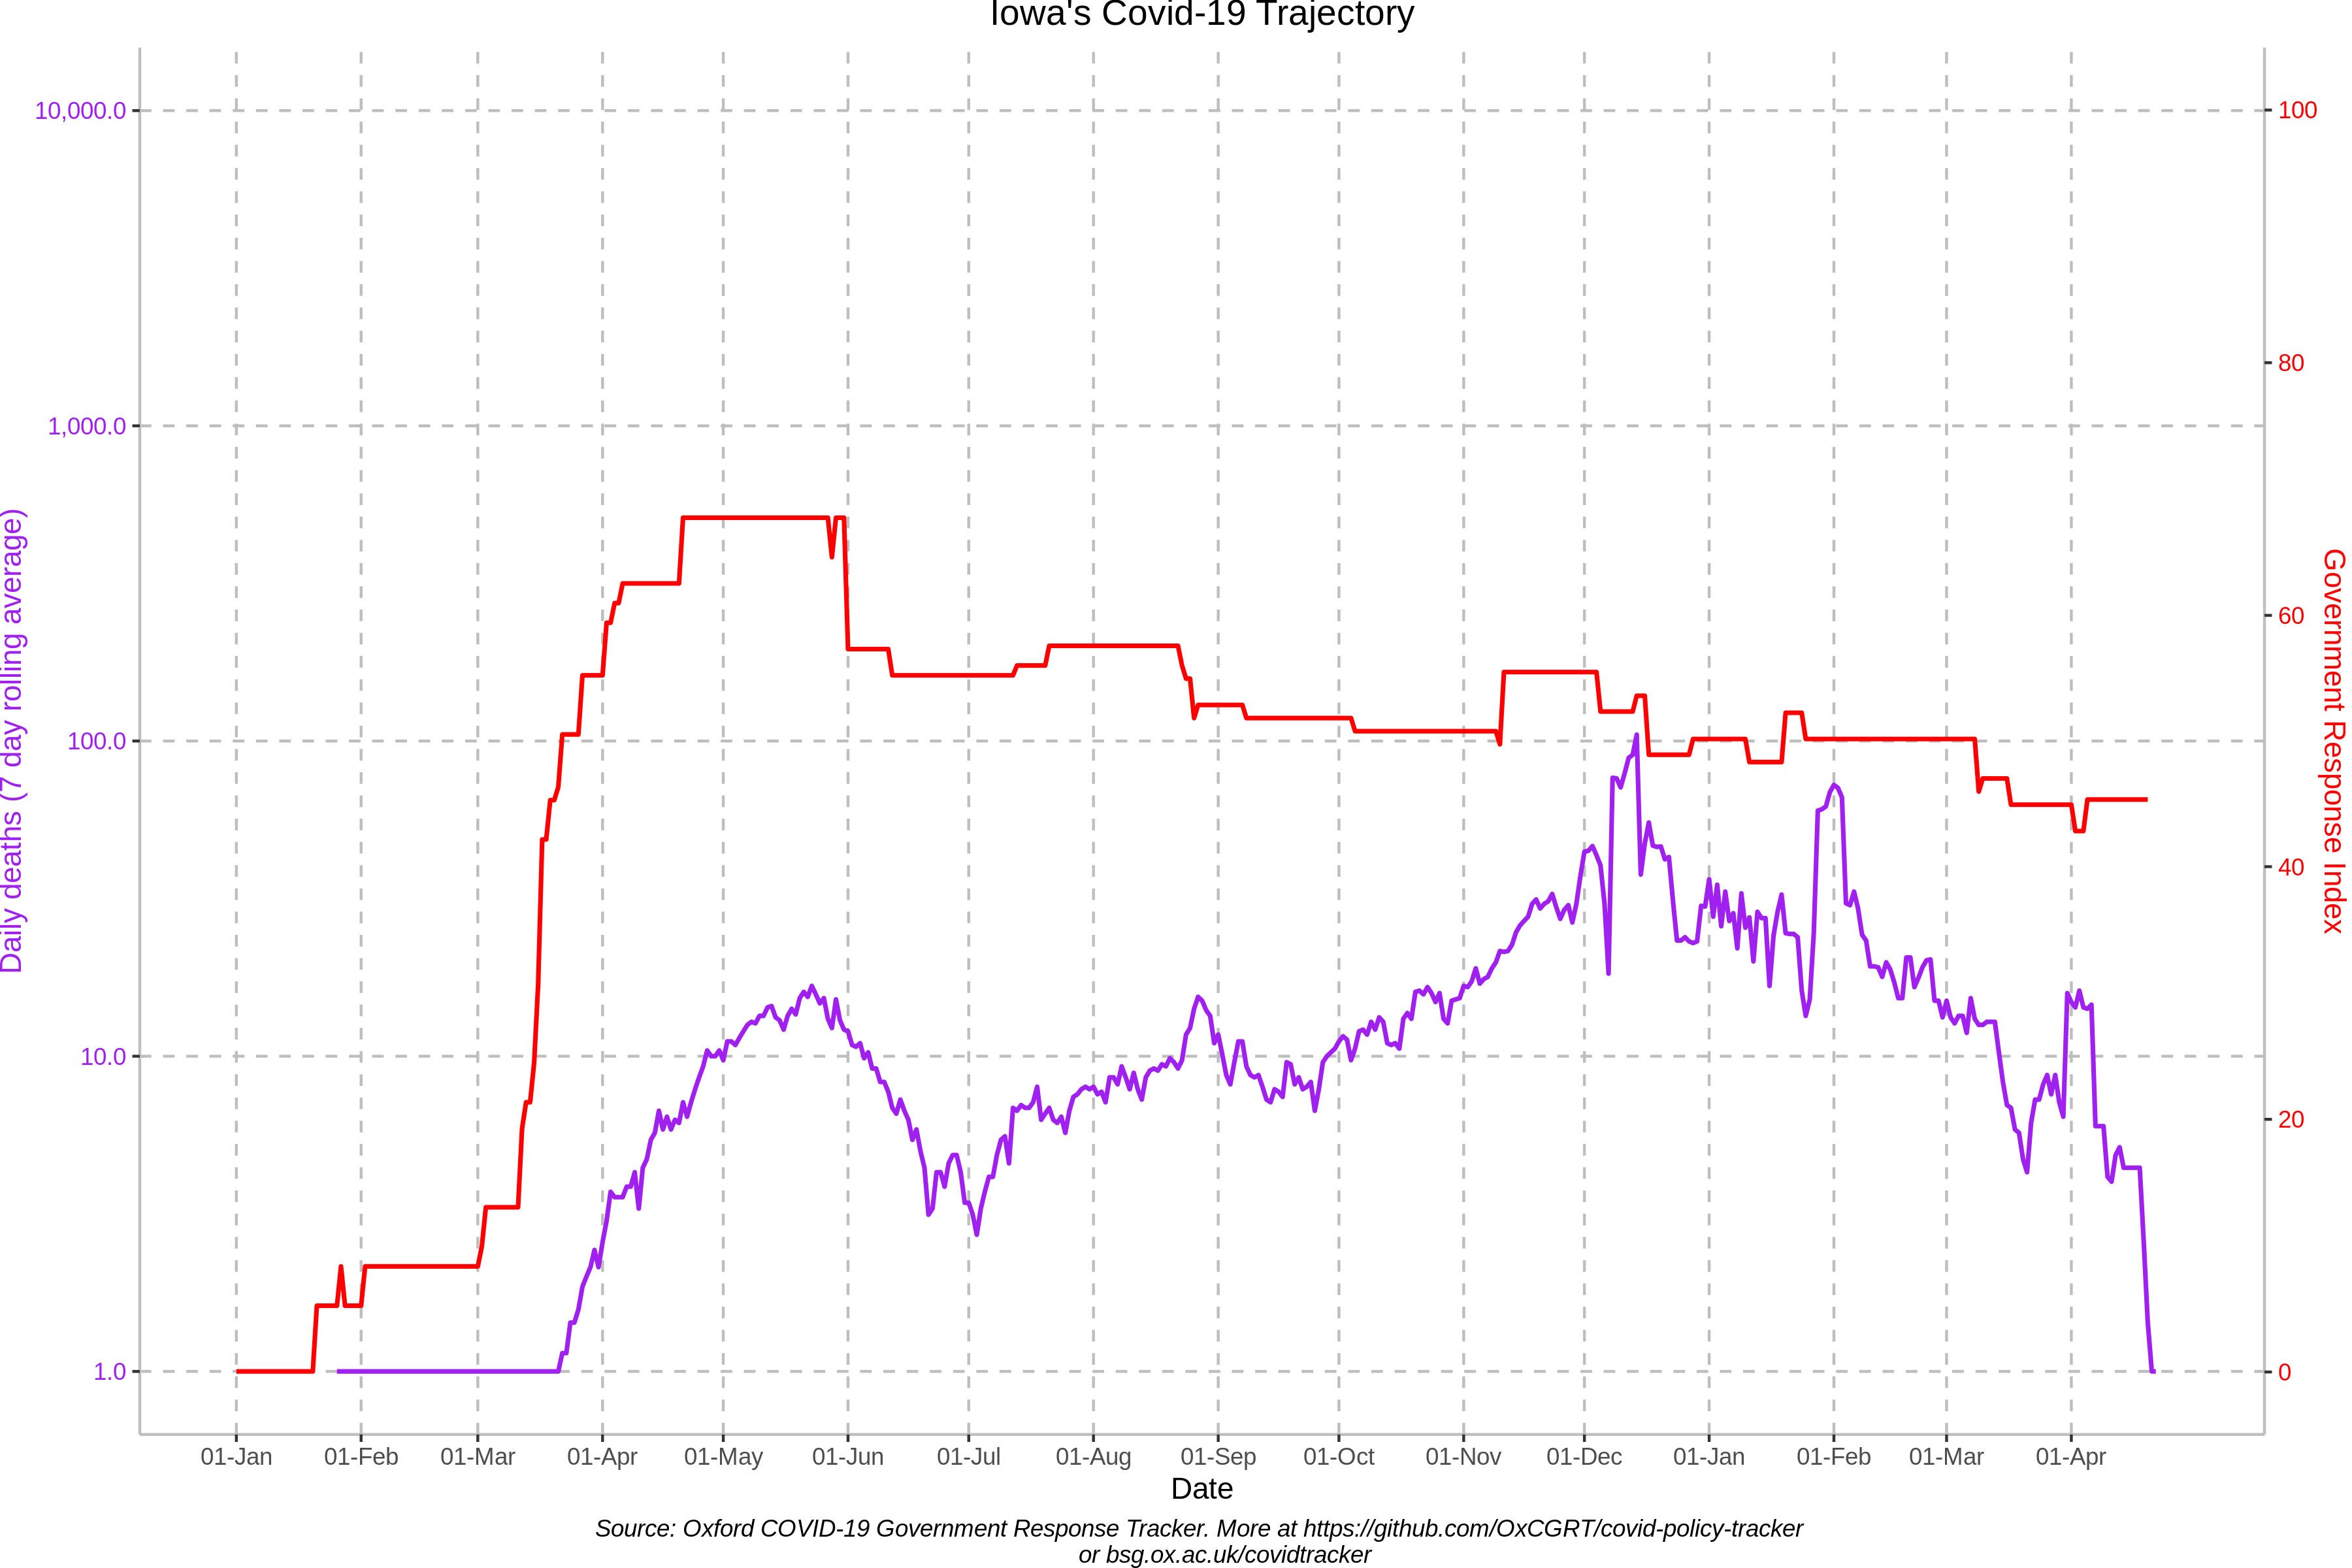 Iowa's Covid-19 Trajectory
10,000.0
1,000.0
100.0
10.0
1.0
Daily deaths (7 day rolling average)
100
80
60
40
20
0
Government Response Index
01-Jan 01-Feb 01-Mar 01-Apr 01-May 01-Jun 01-Jul 01-Aug 01-Sep 01-Oct 01-Nov 01-Dec 01-Jan 01-Feb 01-Mar 01-Apr
Date
Source: Oxford COVID-19 Government Response Tracker. More at https://github.com/OxCGRT/covid-policy-tracker
or bsg.ox.ac.uk/covidtracker